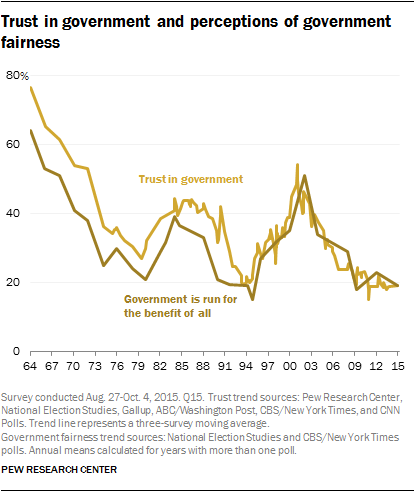 Trust in government and perceptions of government
fairness
80%
60
40
20
0
Trust in government
Government is run for
the benefit of all
64 67 70 73 76 79 82 85 88 91 94 97 00 03 06 09 12 15
Survey conducted Aug. 27-Oct. 4, 2015. Q15. Trust trend sources: Pew Research Center,
National Election Studies, Gallup, ABC/Washington Post, CBS/New York Times, and CNN
Polls. Trend line represents a three-survey moving average.
Government fairness trend sources: National Election Studies and CBS/New York Times
polls. Annual means calculated for years with more than one poll.
PEW RESEARCH CENTER